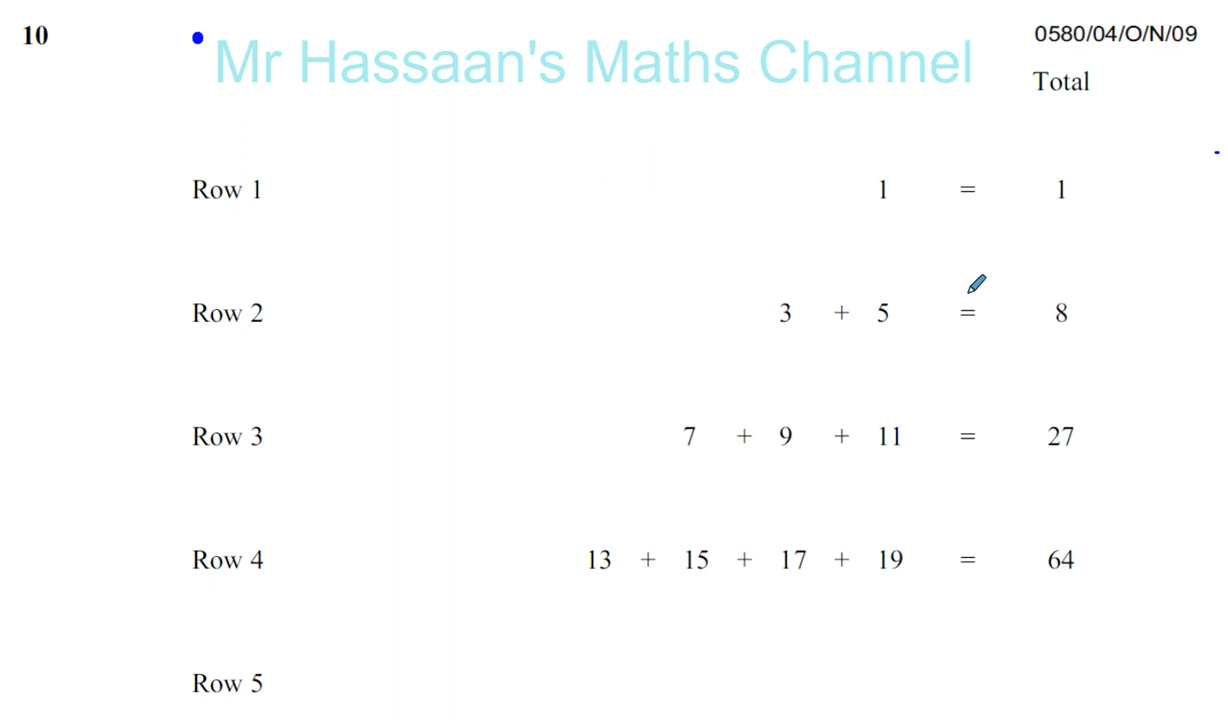 10 0580/04/O/N/09
Mr Hassaan's Maths Channel
Total
Row 1 1 = 1
Row 2 3 + 5 = 8
Row 3 7 + 9 + 11 = 27
Row 4 13 + 15 + 17 + 19 = 64
Row 5